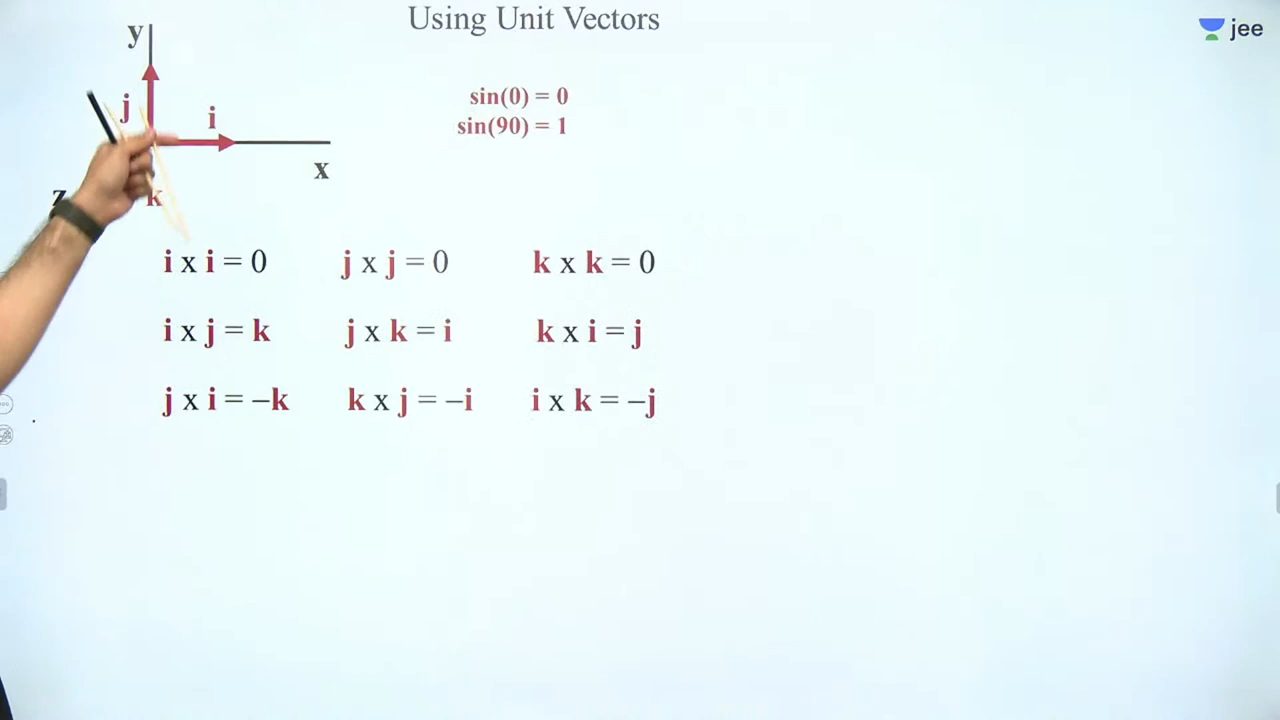 Using Unit Vectors
jee
y
j
i
x
z
k
sin(0) = 0
sin(90) = 1
i x i = 0 j x j = 0 k x k = 0
i x j = k j x k = i k x i = j
j x i = –k k x j = –i i x k = –j